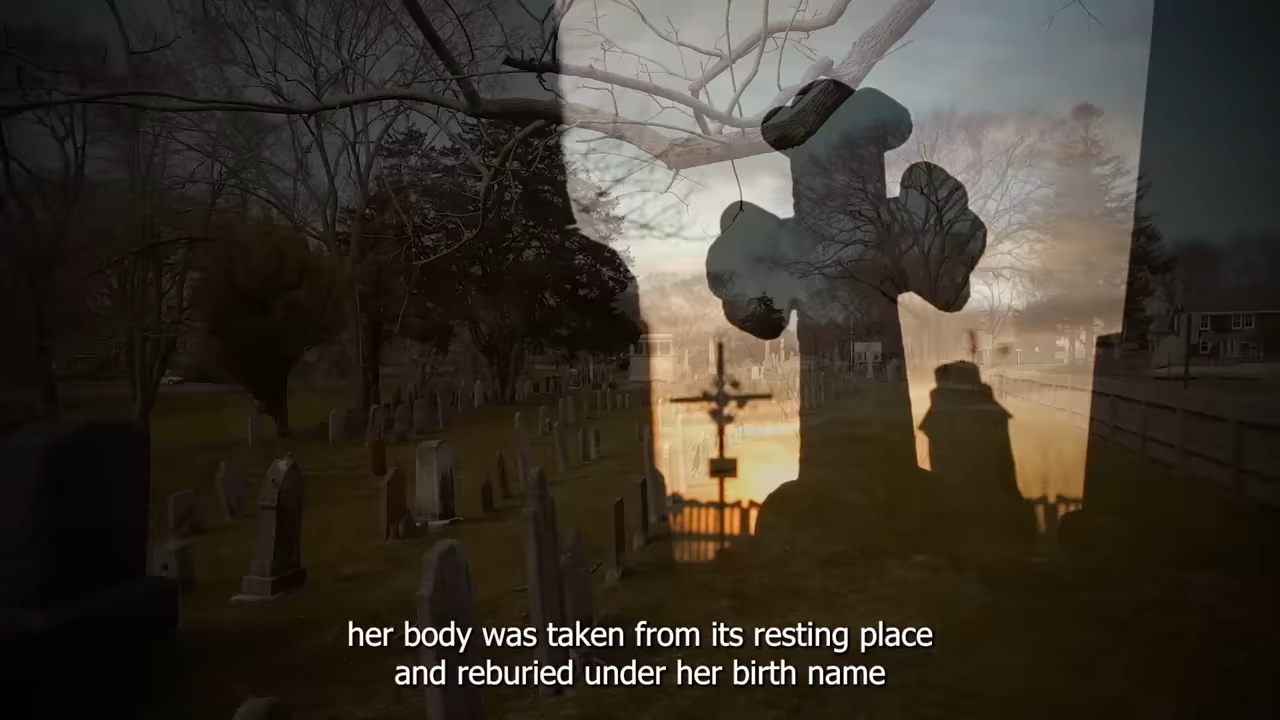 her body was taken from its resting place
and reburied under her birth name